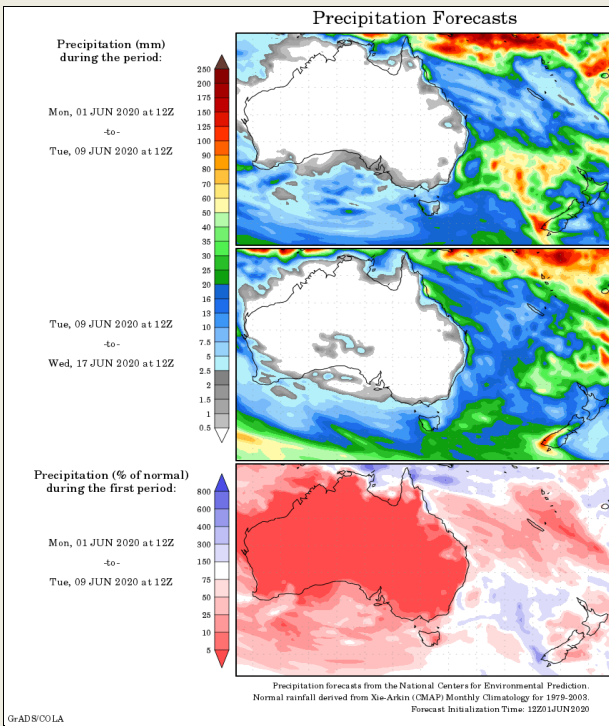 Precipitation Forecasts
Precipitation (mm)
during the period:
Mon, 01 JUN 2020 at 12Z
-to-
Tue, 09 JUN 2020 at 12Z
250
200
175
150
125
100
90
80
70
60
50
40
35
30
25
20
16
13
10
7.5
5
2.5
2
1.5
1
0.5
Tue, 09 JUN 2020 at 12Z
-to-
Wed, 17 JUN 2020 at 12Z
Precipitation (% of normal)
during the first period:
Mon, 01 JUN 2020 at 12Z
-to-
Tue, 09 JUN 2020 at 12Z
800
600
400
300
150
75
50
25
10
5
Precipitation forecasts from the National Centers for Environmental Prediction.
Normal rainfall derived from Xie-Arkin (CMAP) Monthly Climatology for 1979-2003.
Forecast Initialization Time: 12Z01JUN2020
GrADS/COLA